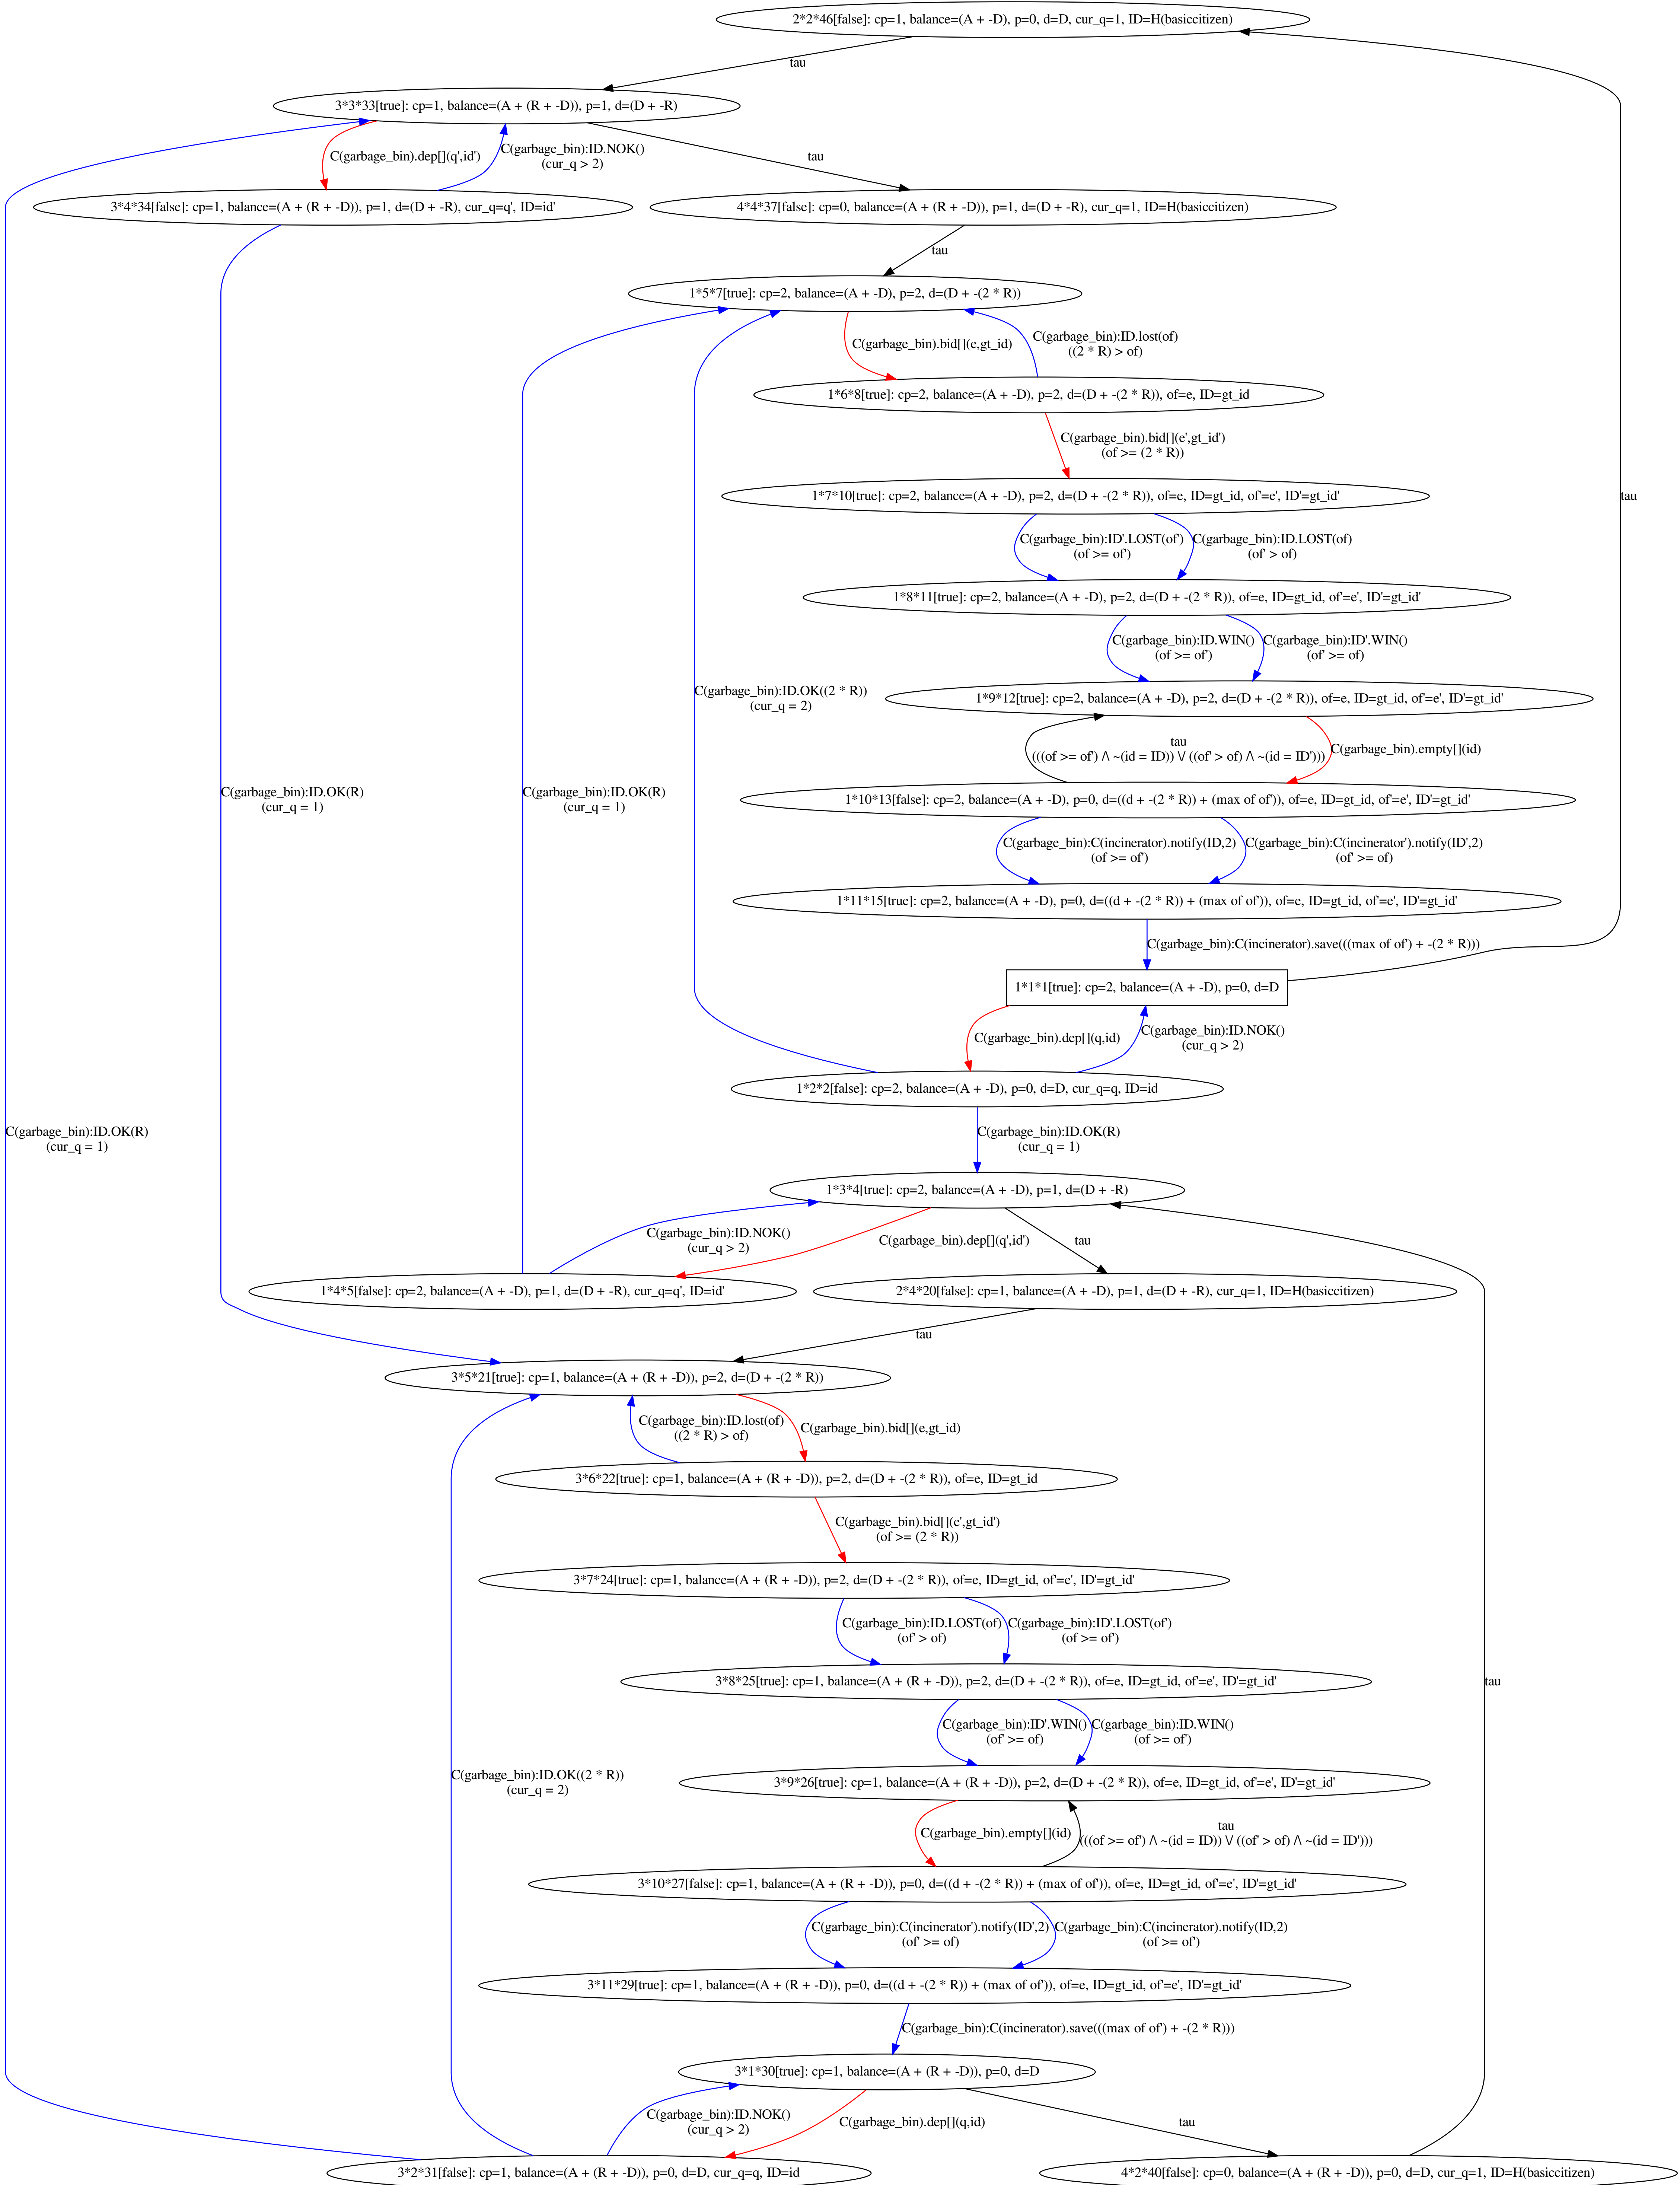 2*2*46[false]: cp=1, balance=(A + -D), p=0, d=D, cur_q=1, ID=H(basiccitizen)
tau
3*3*33[true]: cp=1, balance=(A + (R + -D)), p=1, d=(D + -R)
C(garbage_bin).dep[](q',id')
C(garbage_bin):ID.NOK()
(cur_q > 2)
tau
3*4*34[false]: cp=1, balance=(A + (R + -D)), p=1, d=(D + -R), cur_q=q', ID=id'
4*4*37[false]: cp=0, balance=(A + (R + -D)), p=1, d=(D + -R), cur_q=1, ID=H(basiccitizen)
tau
1*5*7[true]: cp=2, balance=(A + -D), p=2, d=(D + -(2 * R))
C(garbage_bin).bid[](e,gt_id)
C(garbage_bin):ID.lost(of)
((2 * R) > of)
1*6*8[true]: cp=2, balance=(A + -D), p=2, d=(D + -(2 * R)), of=e, ID=gt_id
C(garbage_bin).bid[](e',gt_id')
(of >= (2 * R))
1*7*10[true]: cp=2, balance=(A + -D), p=2, d=(D + -(2 * R)), of=e, ID=gt_id, of'=e', ID'=gt_id'
tau
C(garbage_bin):ID'.LOST(of')
(of >= of')
C(garbage_bin):ID.LOST(of)
(of' > of)
1*8*11[true]: cp=2, balance=(A + -D), p=2, d=(D + -(2 * R)), of=e, ID=gt_id, of'=e', ID'=gt_id'
C(garbage_bin):ID.WIN()
(of >= of')
C(garbage_bin):ID'.WIN()
(of' >= of)
C(garbage_bin):ID.OK((2 * R))
(cur_q = 2)
1*9*12[true]: cp=2, balance=(A + -D), p=2, d=(D + -(2 * R)), of=e, ID=gt_id, of'=e', ID'=gt_id'
tau
(((of >= of') /\ ~(id = ID)) \/ ((of' > of) /\ ~(id = ID')))
C(garbage_bin).empty[](id)
C(garbage_bin):ID.OK(R)
(cur_q = 1)
C(garbage_bin):ID.OK(R)
(cur_q = 1)
1*10*13[false]: cp=2, balance=(A + -D), p=0, d=((d + -(2 * R)) + (max of of')), of=e, ID=gt_id, of'=e', ID'=gt_id'
C(garbage_bin):C(incinerator).notify(ID,2)
(of >= of')
C(garbage_bin):C(incinerator').notify(ID',2)
(of' >= of)
1*11*15[true]: cp=2, balance=(A + -D), p=0, d=((d + -(2 * R)) + (max of of')), of=e, ID=gt_id, of'=e', ID'=gt_id'
C(garbage_bin):C(incinerator).save(((max of of') + -(2 * R)))
1*1*1[true]: cp=2, balance=(A + -D), p=0, d=D
C(garbage_bin).dep[](q,id)
C(garbage_bin):ID.NOK()
(cur_q > 2)
1*2*2[false]: cp=2, balance=(A + -D), p=0, d=D, cur_q=q, ID=id
C(garbage_bin):ID.OK(R)
(cur_q = 1)
C(garbage_bin):ID.OK(R)
(cur_q = 1)
1*3*4[true]: cp=2, balance=(A + -D), p=1, d=(D + -R)
C(garbage_bin):ID.NOK()
(cur_q > 2)
C(garbage_bin).dep[](q',id')
tau
1*4*5[false]: cp=2, balance=(A + -D), p=1, d=(D + -R), cur_q=q', ID=id'
2*4*20[false]: cp=1, balance=(A + -D), p=1, d=(D + -R), cur_q=1, ID=H(basiccitizen)
tau
3*5*21[true]: cp=1, balance=(A + (R + -D)), p=2, d=(D + -(2 * R))
C(garbage_bin):ID.lost(of)
((2 * R) > of)
C(garbage_bin).bid[](e,gt_id)
3*6*22[true]: cp=1, balance=(A + (R + -D)), p=2, d=(D + -(2 * R)), of=e, ID=gt_id
C(garbage_bin).bid[](e',gt_id')
(of >= (2 * R))
3*7*24[true]: cp=1, balance=(A + (R + -D)), p=2, d=(D + -(2 * R)), of=e, ID=gt_id, of'=e', ID'=gt_id'
C(garbage_bin):ID.LOST(of)
(of' > of)
C(garbage_bin):ID'.LOST(of')
(of >= of')
3*8*25[true]: cp=1, balance=(A + (R + -D)), p=2, d=(D + -(2 * R)), of=e, ID=gt_id, of'=e', ID'=gt_id'
tau
C(garbage_bin):ID'.WIN()
(of' >= of)
C(garbage_bin):ID.WIN()
(of >= of')
C(garbage_bin):ID.OK((2 * R))
(cur_q = 2)
3*9*26[true]: cp=1, balance=(A + (R + -D)), p=2, d=(D + -(2 * R)), of=e, ID=gt_id, of'=e', ID'=gt_id'
C(garbage_bin).empty[](id)
tau
(((of >= of') /\ ~(id = ID)) \/ ((of' > of) /\ ~(id = ID')))
3*10*27[false]: cp=1, balance=(A + (R + -D)), p=0, d=((d + -(2 * R)) + (max of of')), of=e, ID=gt_id, of'=e', ID'=gt_id'
C(garbage_bin):C(incinerator').notify(ID',2)
(of' >= of)
C(garbage_bin):C(incinerator).notify(ID,2)
(of >= of')
3*11*29[true]: cp=1, balance=(A + (R + -D)), p=0, d=((d + -(2 * R)) + (max of of')), of=e, ID=gt_id, of'=e', ID'=gt_id'
C(garbage_bin):C(incinerator).save(((max of of') + -(2 * R)))
3*1*30[true]: cp=1, balance=(A + (R + -D)), p=0, d=D
C(garbage_bin):ID.NOK()
(cur_q > 2)
C(garbage_bin).dep[](q,id)
tau
3*2*31[false]: cp=1, balance=(A + (R + -D)), p=0, d=D, cur_q=q, ID=id
4*2*40[false]: cp=0, balance=(A + (R + -D)), p=0, d=D, cur_q=1, ID=H(basiccitizen)